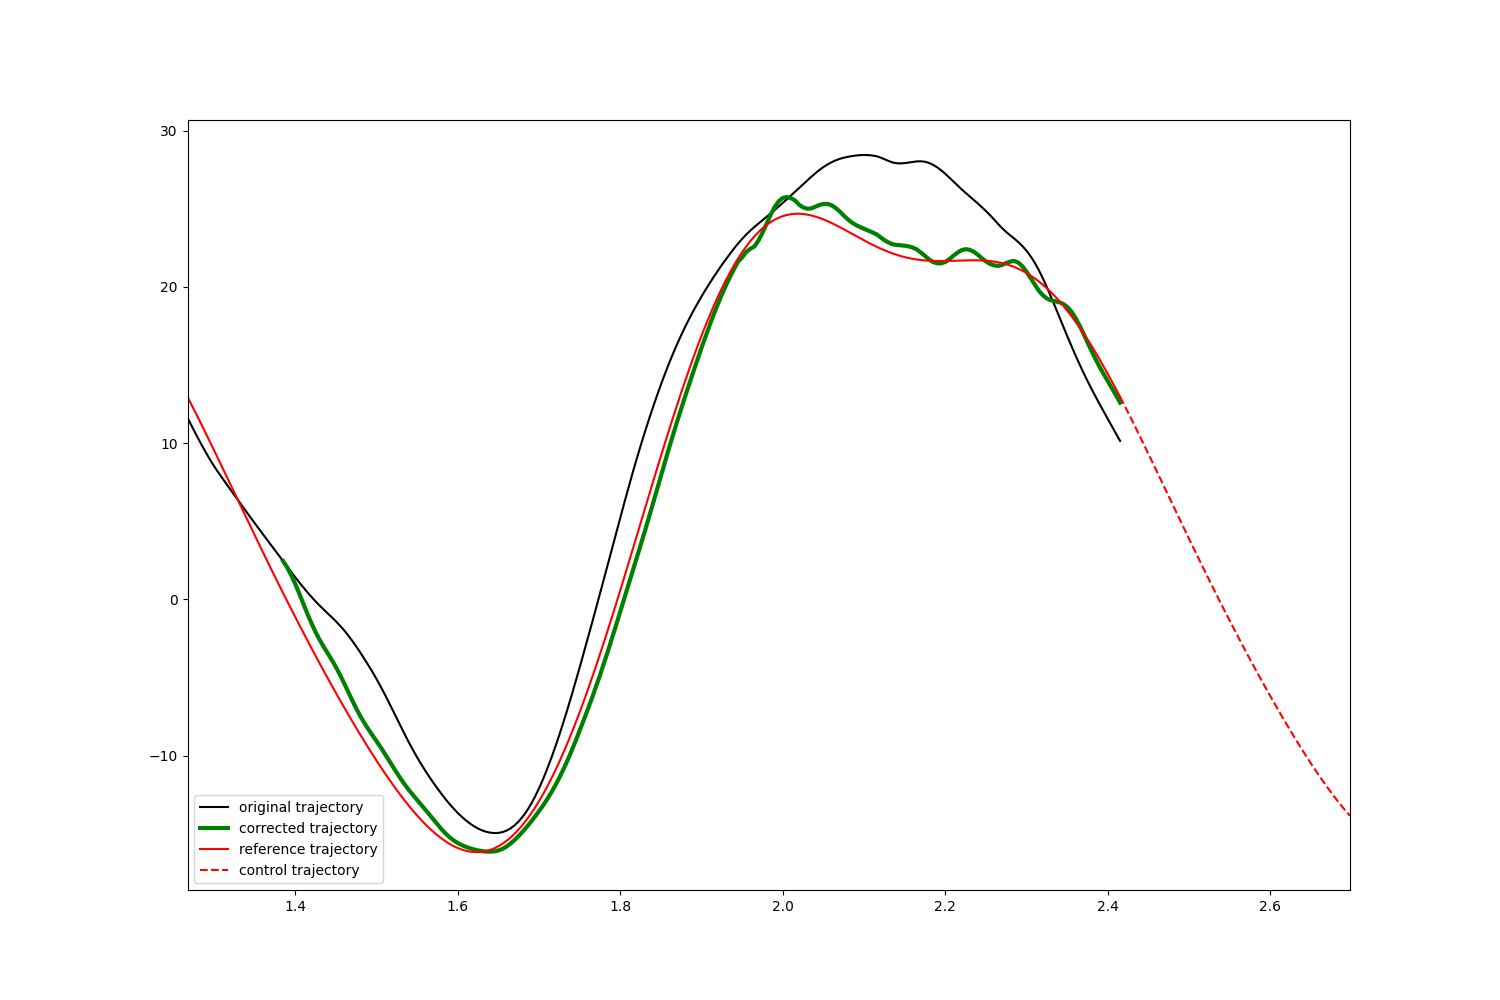 30
20
10
0
−10
original trajectory
corrected trajectory
reference trajectory
control trajectory
1.4 1.6 1.8 2.0 2.2 2.4 2.6